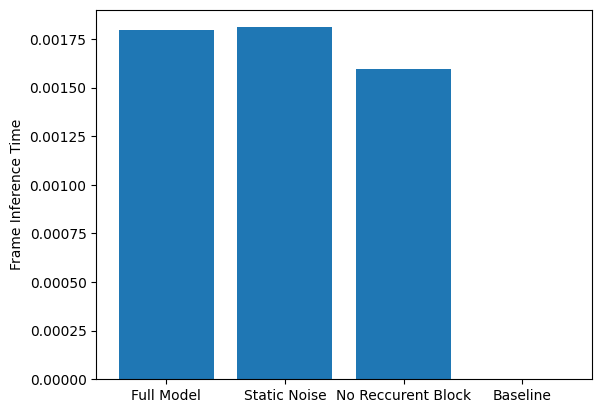 0.00175
0.00150
0.00125
0.00100
0.00075
0.00050
0.00025
0.00000
Frame Inference Time
Full Model
Static Noise
No Reccurent Block
Baseline